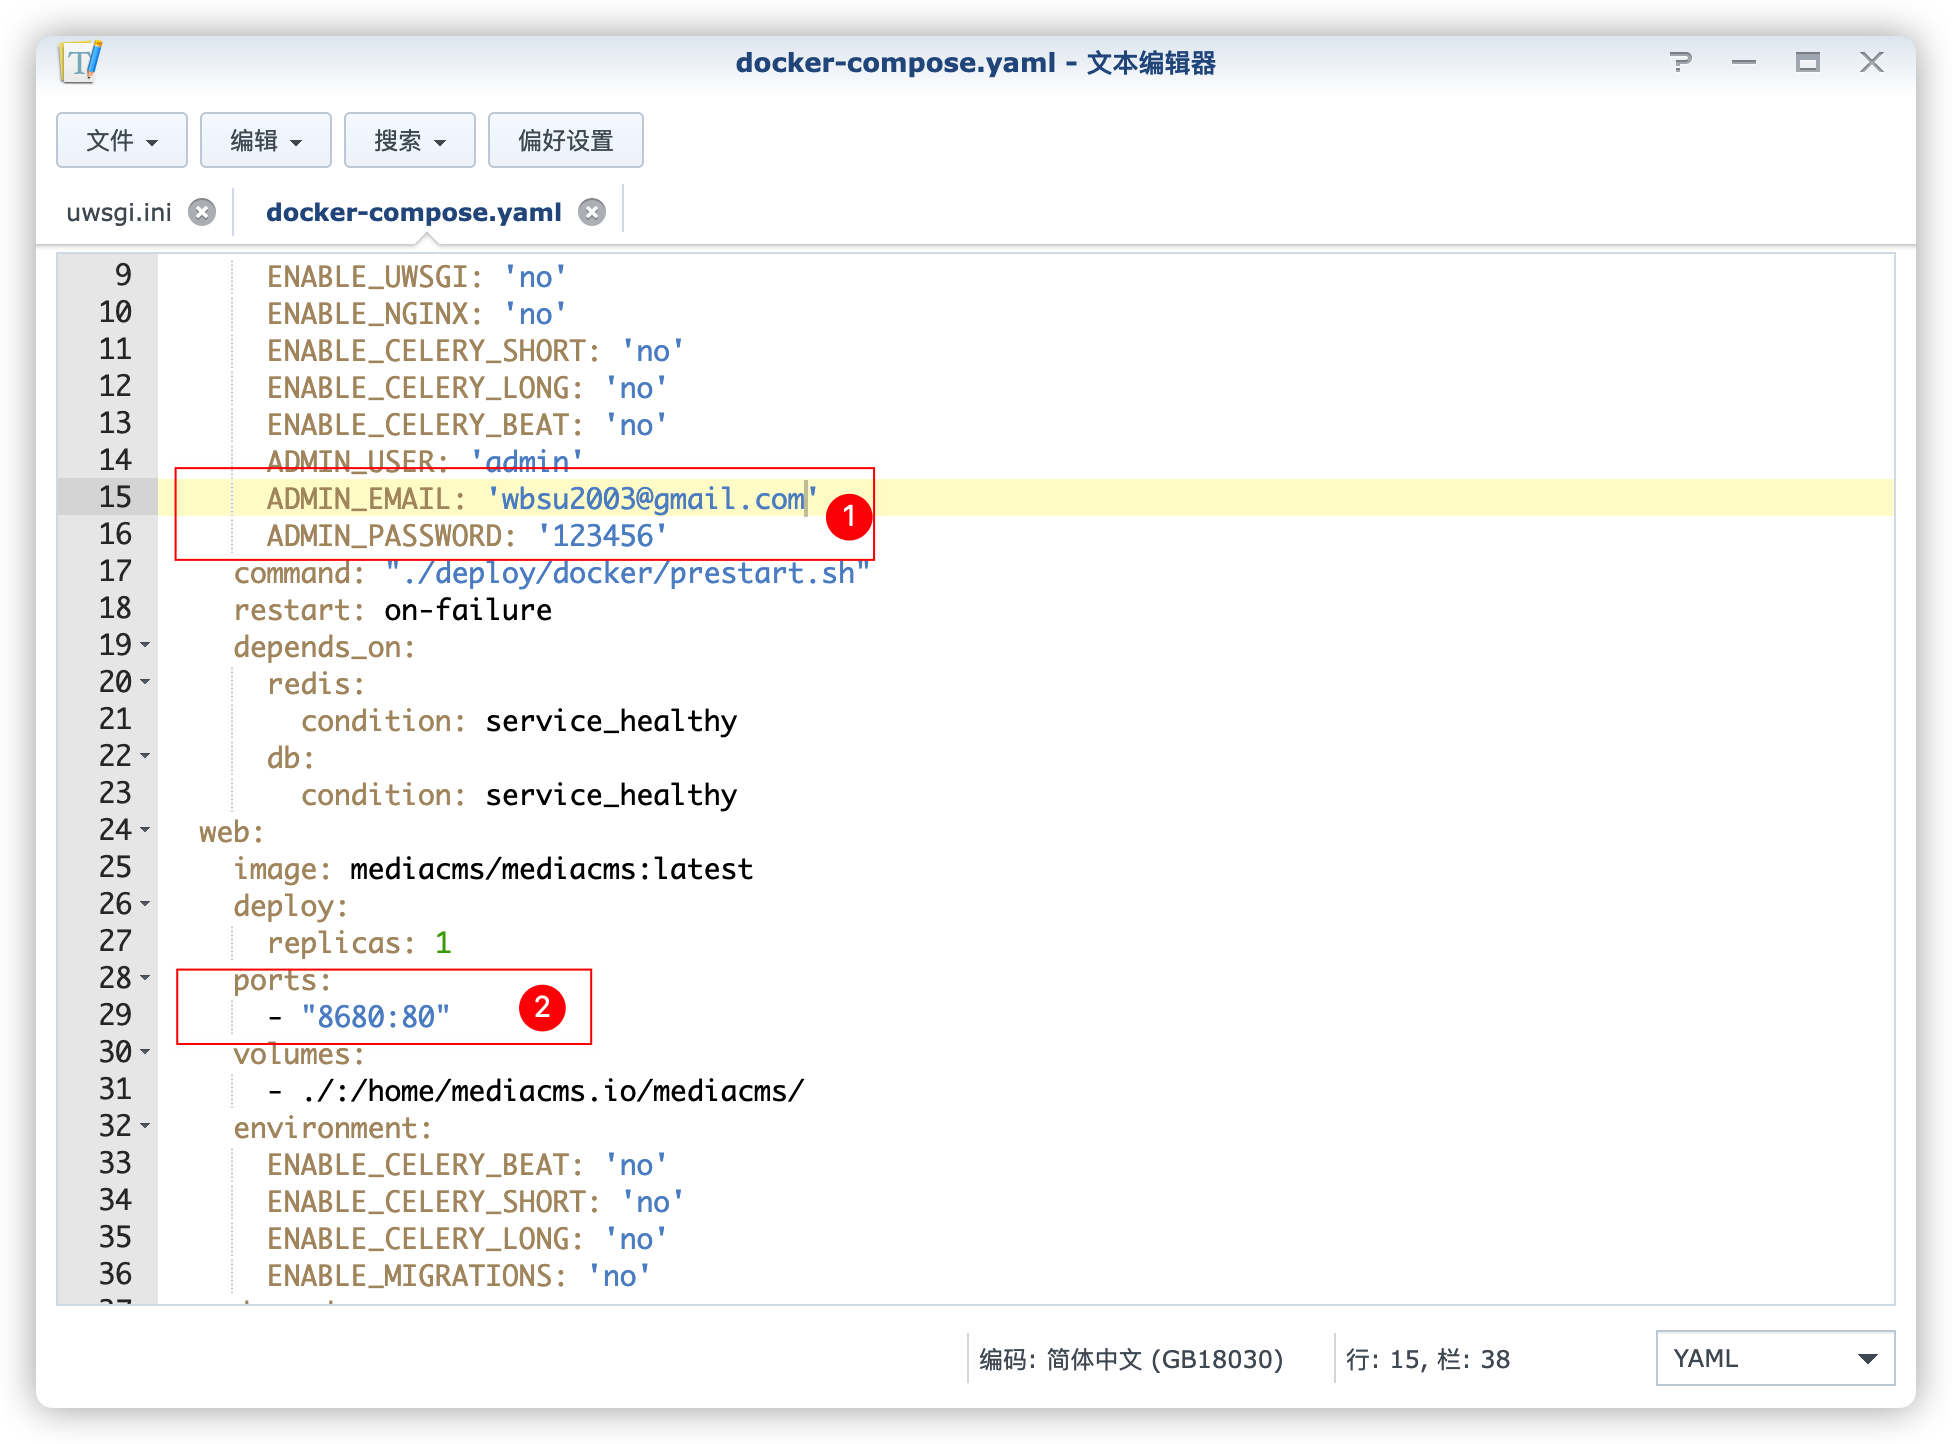 docker-compose.yaml - 文本编辑器
文件 编辑 搜索 偏好设置
uwsgi.ini docker-compose.yaml
9 ENABLE_UWSGI: 'no'
10 ENABLE_NGINX: 'no'
11 ENABLE_CELERY_SHORT: 'no'
12 ENABLE_CELERY_LONG: 'no'
13 ENABLE_CELERY_BEAT: 'no'
14 ADMIN_USER: 'admin'
15 ADMIN_EMAIL: 'wbsu2003@gmail.com' 1
16 ADMIN_PASSWORD: '123456'
17 command: "./deploy/docker/prestart.sh"
18 restart: on-failure
19 depends_on:
20 redis:
21 condition: service_healthy
22 db:
23 condition: service_healthy
24 web:
25 image: mediacms/mediacms:latest
26 deploy:
27 replicas: 1
28 ports:
29 - "8680:80" 2
30 volumes:
31 - ./:/home/mediacms.io/mediacms/
32 environment:
33 ENABLE_CELERY_BEAT: 'no'
34 ENABLE_CELERY_SHORT: 'no'
35 ENABLE_CELERY_LONG: 'no'
36 ENABLE_MIGRATIONS: 'no'
编码: 简体中文 (GB18030) 行: 15, 栏: 38 YAML